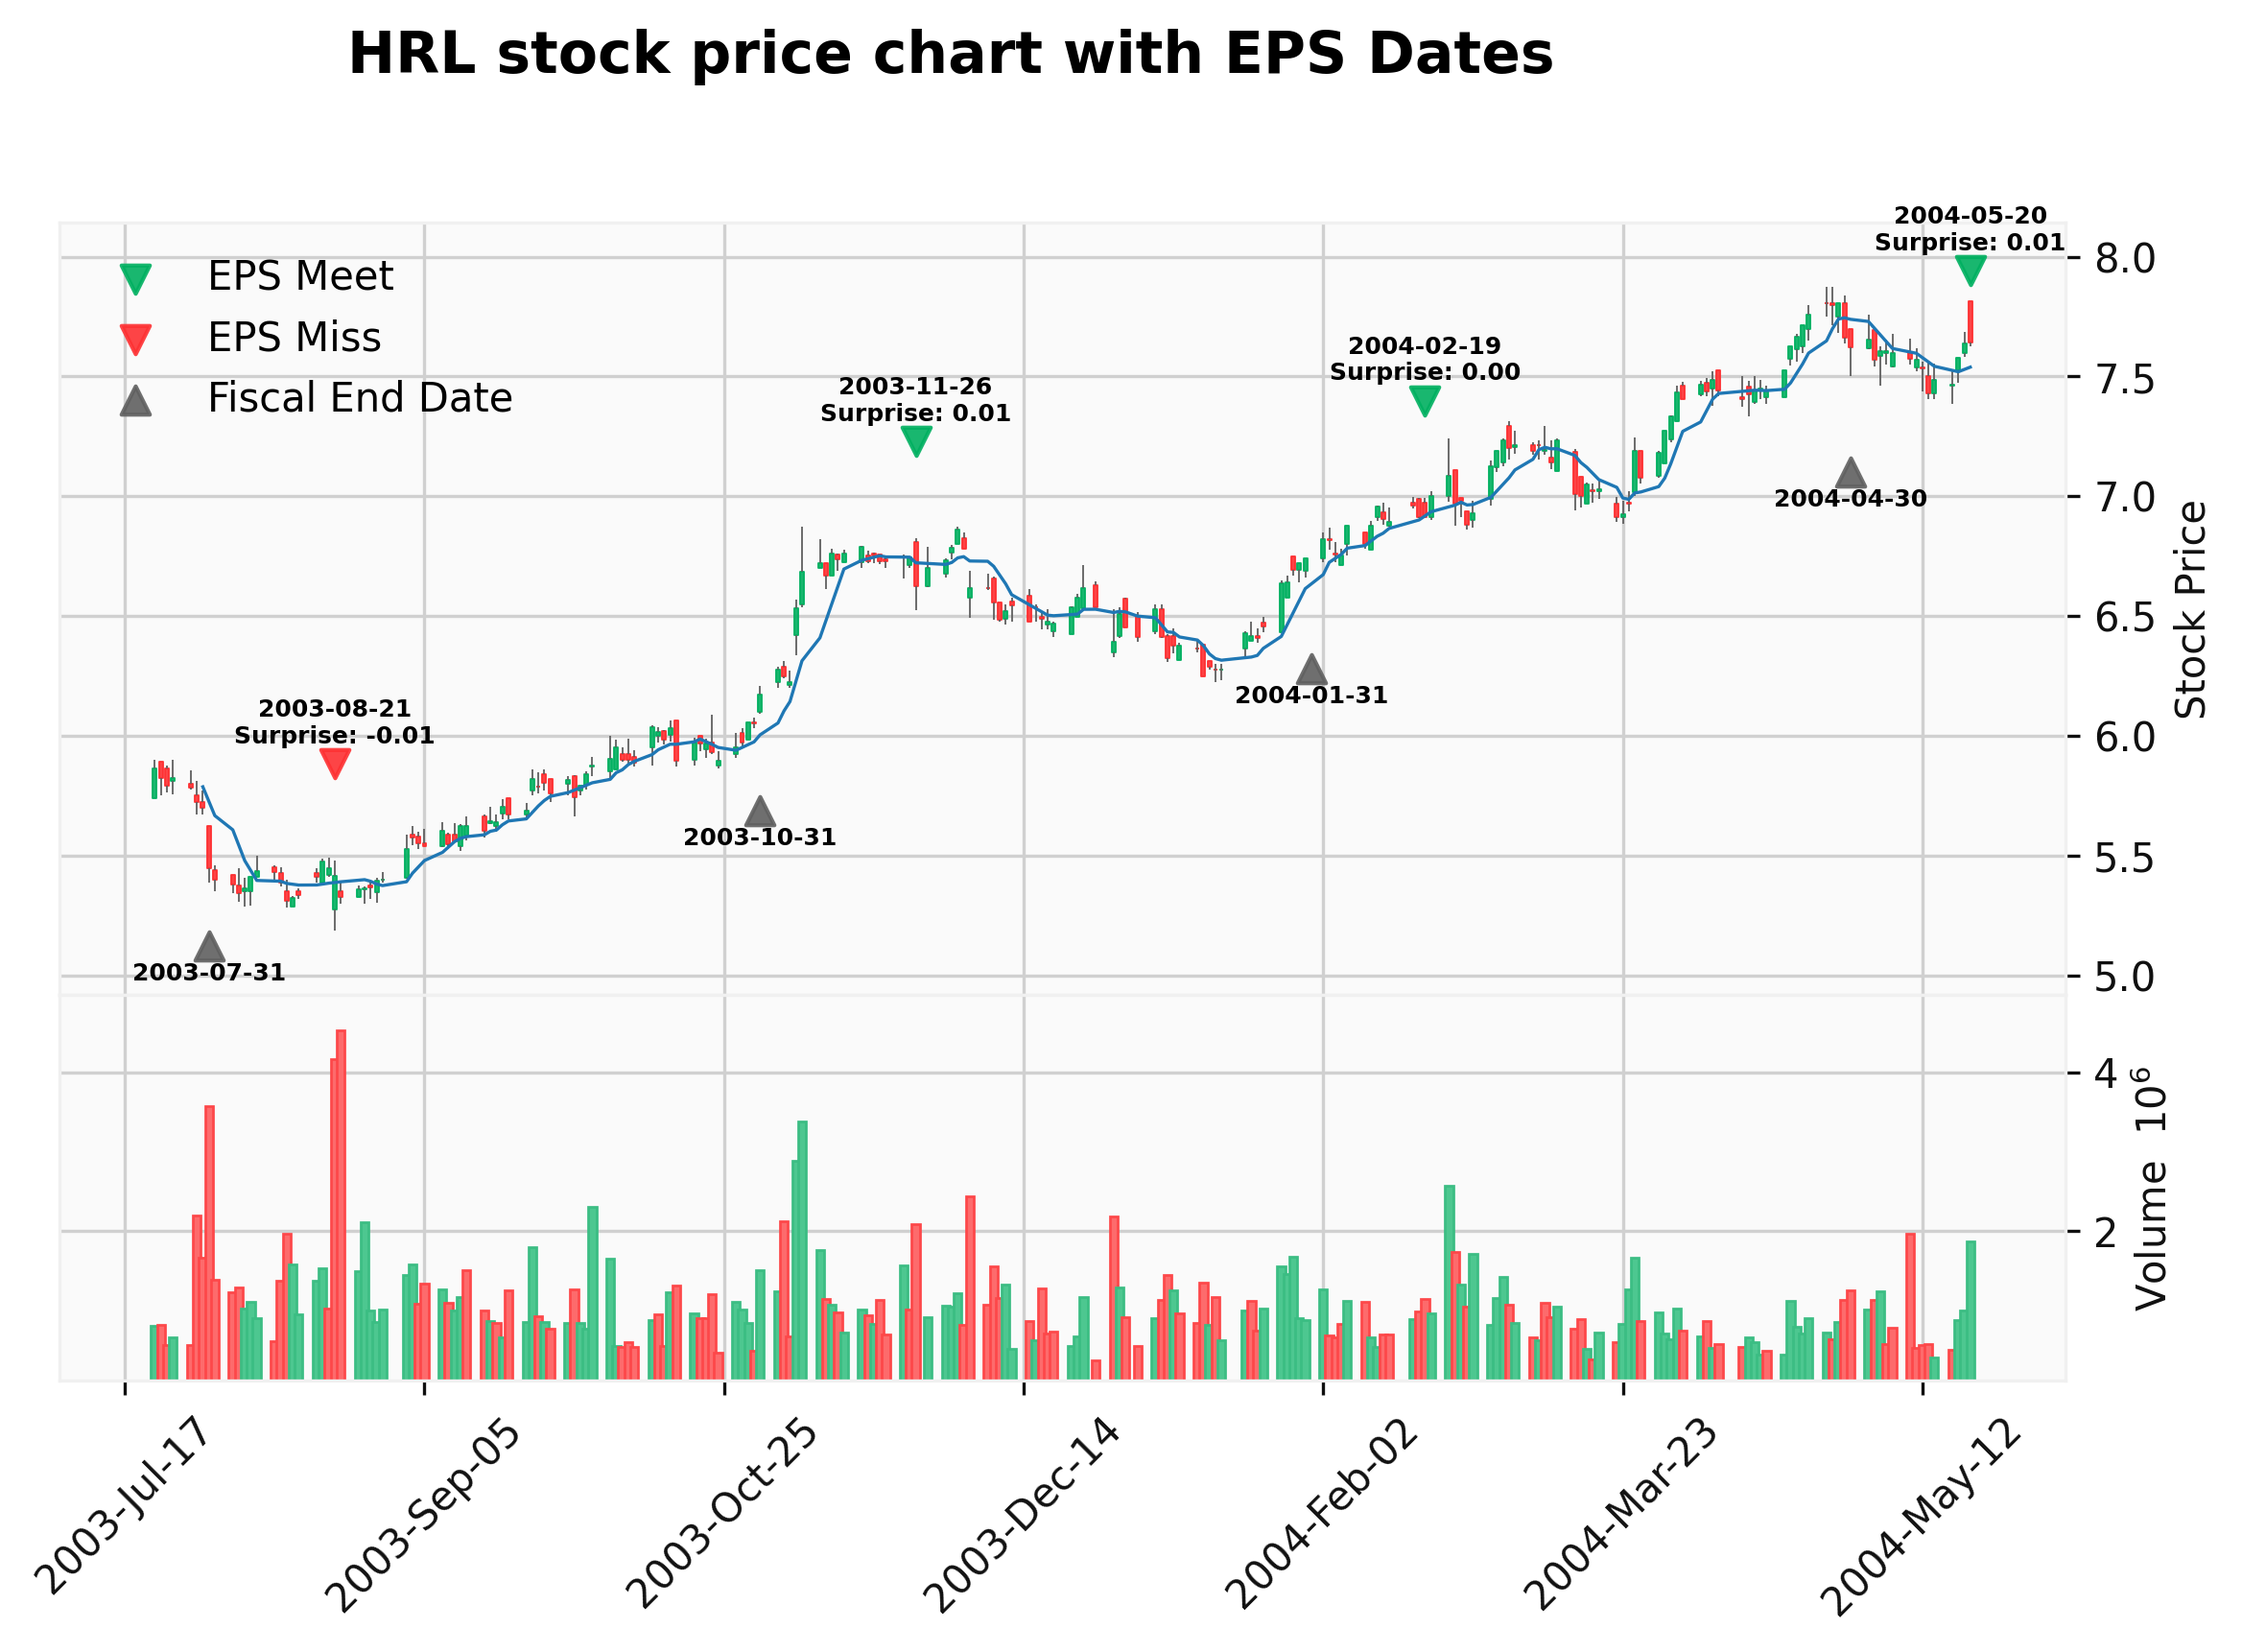 HRL stock price chart with EPS Dates
EPS Meet
EPS Miss
Fiscal End Date
2004-05-20
Surprise: 0.01
2004-02-19
Surprise: 0.00
2003-11-26
Surprise: 0.01
2003-08-21
Surprise: -0.01
2004-04-30
2004-01-31
2003-10-31
2003-07-31
8.0
7.5
7.0
6.5
6.0
5.5
5.0
Stock Price
4
2
Volume 10⁶
2003-Jul-17
2003-Sep-05
2003-Oct-25
2003-Dec-14
2004-Feb-02
2004-Mar-23
2004-May-12